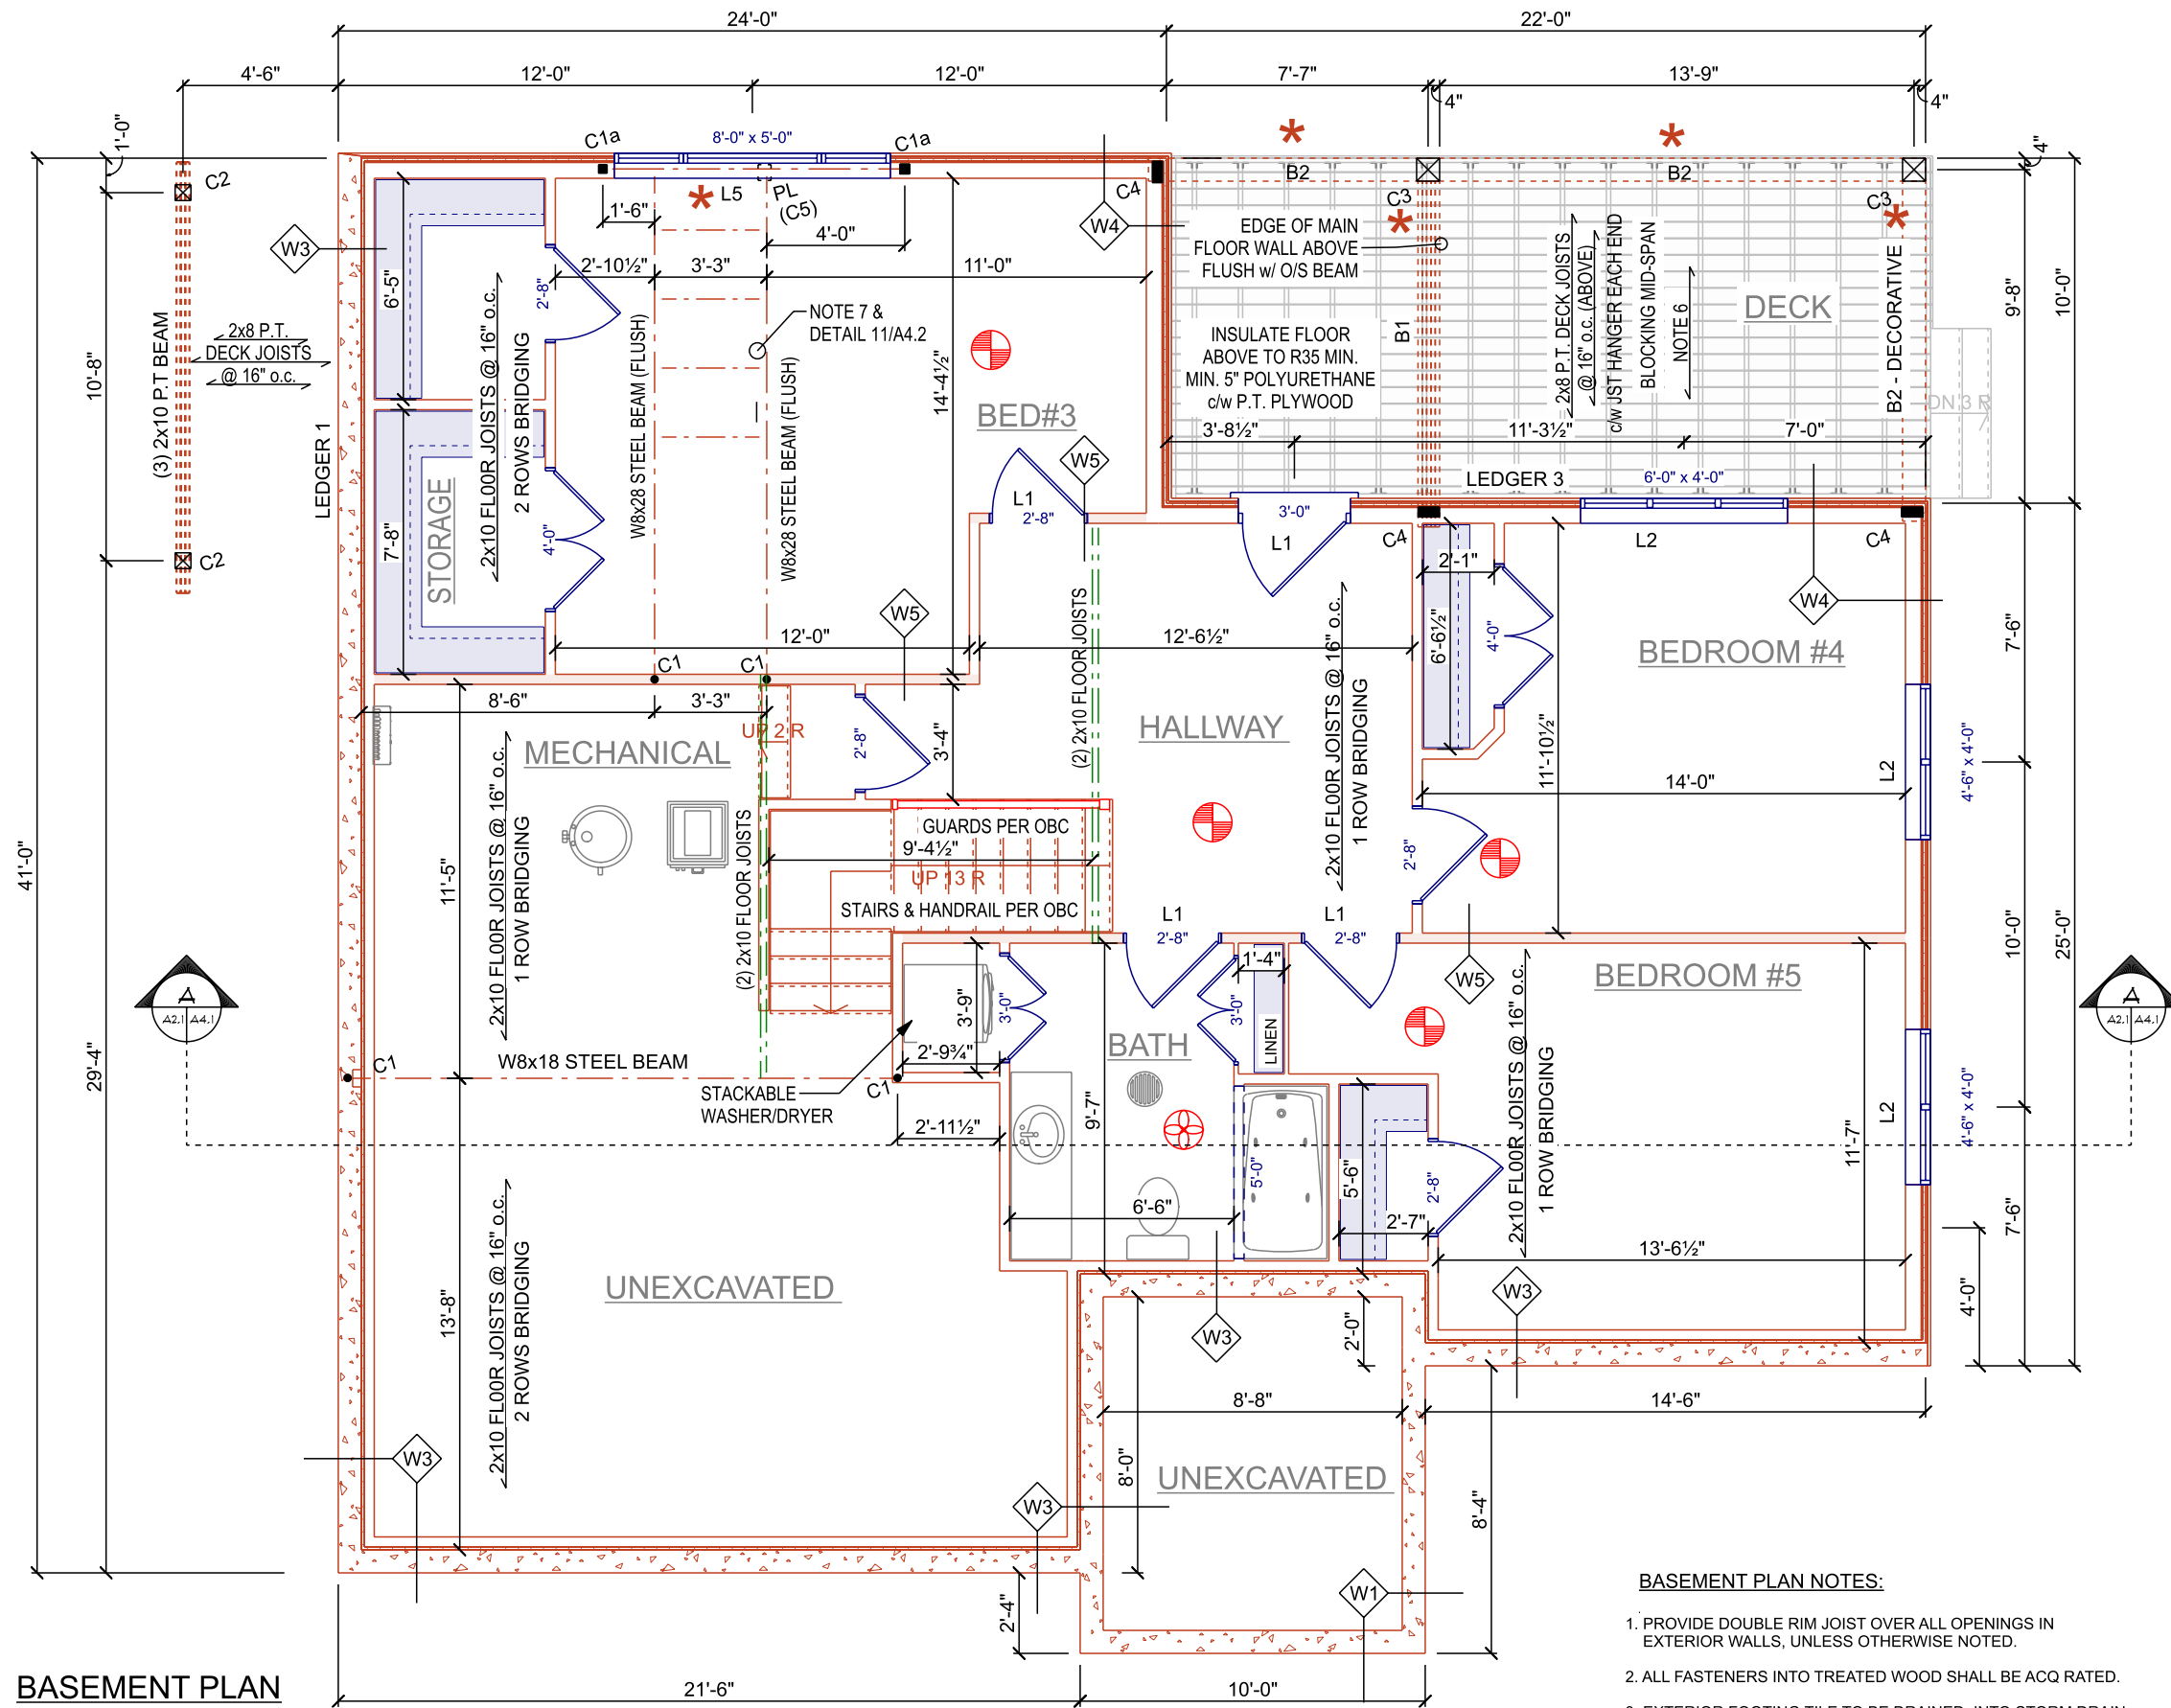 24'-0"
22'-0"
4'-6"
12'-0"
12'-0"
7'-7"
13'-9"
4"
4"
4"
1'-0"
C1a
8'-0" x 5'-0"
C1a
C2
W3
L5
PL
(C5)
C4
W4
B2
B2
C3
C3
1'-6"
4'-0"
EDGE OF MAIN
FLOOR WALL ABOVE
FLUSH w/ O/S BEAM
2'-10½"
3'-3"
11'-0"
6'-5"
2'-8"
NOTE 7 &
DETAIL 11/A4.2
INSULATE FLOOR
ABOVE TO R35 MIN.
MIN. 5" POLYURETHANE
c/w P.T. PLYWOOD
B1
2x8 P.T. DECK JOISTS
@ 16" o.c. (ABOVE)
c/w JST HANGER EACH END
BLOCKING MID-SPAN
NOTE 6
DECK
B2 - DECORATIVE
DN 3 R
9'-8"
10'-0"
10'-8"
(3) 2x10 P.T BEAM
2x8 P.T.
DECK JOISTS
@ 16" o.c.
LEDGER 1
2x10 FLOOR JOISTS @ 16" o.c.
2 ROWS BRIDGING
W8x28 STEEL BEAM (FLUSH)
W8x28 STEEL BEAM (FLUSH)
14'-4½"
BED#3
3'-8½"
11'-3½"
7'-0"
LEDGER 3
6'-0" x 4'-0"
W5
L1
2'-8"
3'-0"
L1
C4
L2
C4
C2
7'-8"
STORAGE
4'-0"
2'-1"
W4
W5
(2) 2x10 FLOOR JOISTS
12'-0"
12'-6½"
6'-6½"
4'-0"
BEDROOM #4
7'-6"
C1
C1
8'-6"
3'-3"
UP 2 R
2'-8"
3'-4"
HALLWAY
2x10 FLOOR JOISTS @ 16" o.c.
1 ROW BRIDGING
11'-10½"
14'-0"
L2
4'-6" x 4'-0"
MECHANICAL
2x10 FLOOR JOISTS @ 16" o.c.
1 ROW BRIDGING
11'-5"
41'-0"
GUARDS PER OBC
9'-4½"
UP 13 R
STAIRS & HANDRAIL PER OBC
(2) 2x10 FLOOR JOISTS
2'-8"
L1
2'-8"
L1
2'-8"
W5
10'-0"
25'-0"
A
A2.1 A4.1
3'-9"
3'-0"
1'-4"
3'-0"
LINEN
BATH
BEDROOM #5
2x10 FLOOR JOISTS @ 16" o.c.
1 ROW BRIDGING
A
A2.1 A4.1
29'-4"
C1
W8x18 STEEL BEAM
2'-9¾"
C1
STACKABLE
WASHER/DRYER
2'-11½"
9'-7"
5'-0"
5'-6"
2'-8"
11'-7"
L2
4'-6" x 4'-0"
6'-6"
2'-7"
13'-6½"
7'-6"
4'-0"
UNEXCAVATED
2x10 FLOOR JOISTS @ 16" o.c.
2 ROWS BRIDGING
13'-8"
W3
W3
2'-0"
8'-8"
14'-6"
W3
W3
8'-0"
UNEXCAVATED
8'-4"
W1
2'-4"
21'-6"
10'-0"
BASEMENT PLAN
BASEMENT PLAN NOTES:
1. PROVIDE DOUBLE RIM JOIST OVER ALL OPENINGS IN
EXTERIOR WALLS, UNLESS OTHERWISE NOTED.
2. ALL FASTENERS INTO TREATED WOOD SHALL BE ACQ RATED.
3. EXTERIOR FOOTING TILE TO BE DRAINED INTO STORM DRAIN